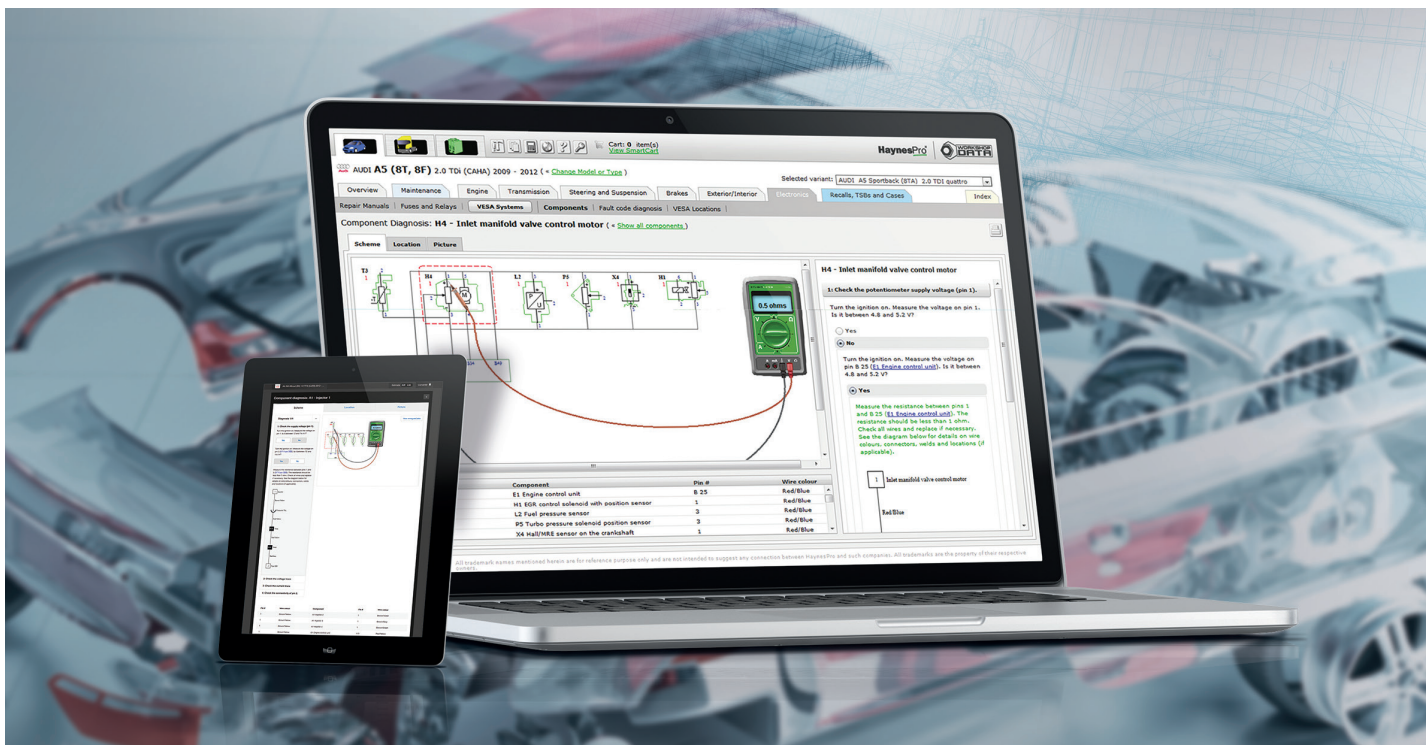 Cart: 0 item(s)
View SmartCart
HaynesPro
WORKSHOP
DATA
AUDI A5 (8T, 8F) 2.0 TDi (CAHA) 2009 - 2012 ( « Change Model or Type )
Selected variant: AUDI A5 Sportback (8TA) 2.0 TDI quattro
Overview Maintenance Engine Transmission Steering and Suspension Brakes Exterior/Interior Electronics Recalls, TSBs and Cases Index
Repair Manuals Fuses and Relays VESA Systems Components Fault code diagnosis VESA Locations
Component Diagnosis: H4 - Inlet manifold valve control motor ( « Show all components )
Scheme Location Picture
T3 H4 L2 P5 X4 H1
0.5 ohms
H4 - Inlet manifold valve control motor
1: Check the potentiometer supply voltage (pin 1).
Turn the ignition on. Measure the voltage on pin 1.
Is it between 4.8 and 5.2 V?
Yes
No
Turn the ignition on. Measure the voltage on
pin B 25 (E1 Engine control unit). Is it between
4.8 and 5.2 V?
Yes
Measure the resistance between pins 1
and B 25 (E1 Engine control unit). The
resistance should be less than 1 ohm.
Check all wires and replace if necessary.
See the diagram below for details on wire
colours, connectors, welds and locations (if
applicable).
1 Inlet manifold valve control motor
Red/Blue
Component Pin # Wire colour
E1 Engine control unit B 25 Red/Blue
H1 EGR control solenoid with position sensor 1 Red/Blue
L2 Fuel pressure sensor 3 Red/Blue
P5 Turbo pressure solenoid position sensor 3 Red/Blue
X4 Hall/MRE sensor on the crankshaft 1 Red/Blue
All trademark names mentioned herein are for reference purpose only and are not intended to suggest any connection between HaynesPro and such companies. All trademarks are the property of their respective
owners.
Component diagnosis: H1 - Injector 1
Scheme Location Picture